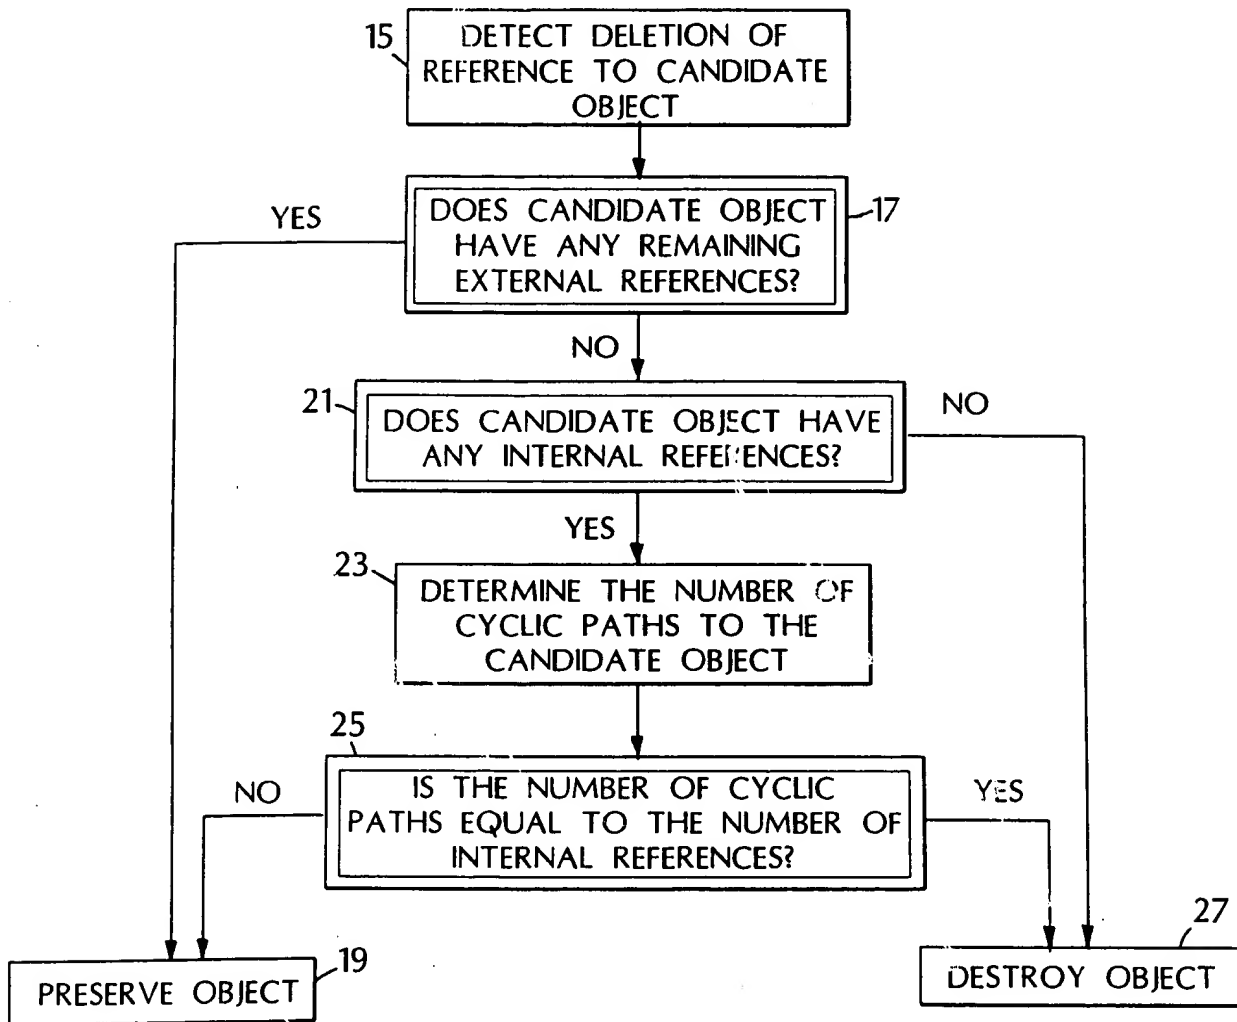 15
DETECT DELETION OF
REFERENCE TO CANDIDATE
OBJECT
17
DOES CANDIDATE OBJECT
HAVE ANY REMAINING
EXTERNAL REFERENCES?
YES
NO
21
DOES CANDIDATE OBJECT HAVE
ANY INTERNAL REFERENCES?
NO
YES
23
DETERMINE THE NUMBER OF
CYCLIC PATHS TO THE
CANDIDATE OBJECT
25
IS THE NUMBER OF CYCLIC
PATHS EQUAL TO THE NUMBER OF
INTERNAL REFERENCES?
NO
YES
19
PRESERVE OBJECT
27
DESTROY OBJECT